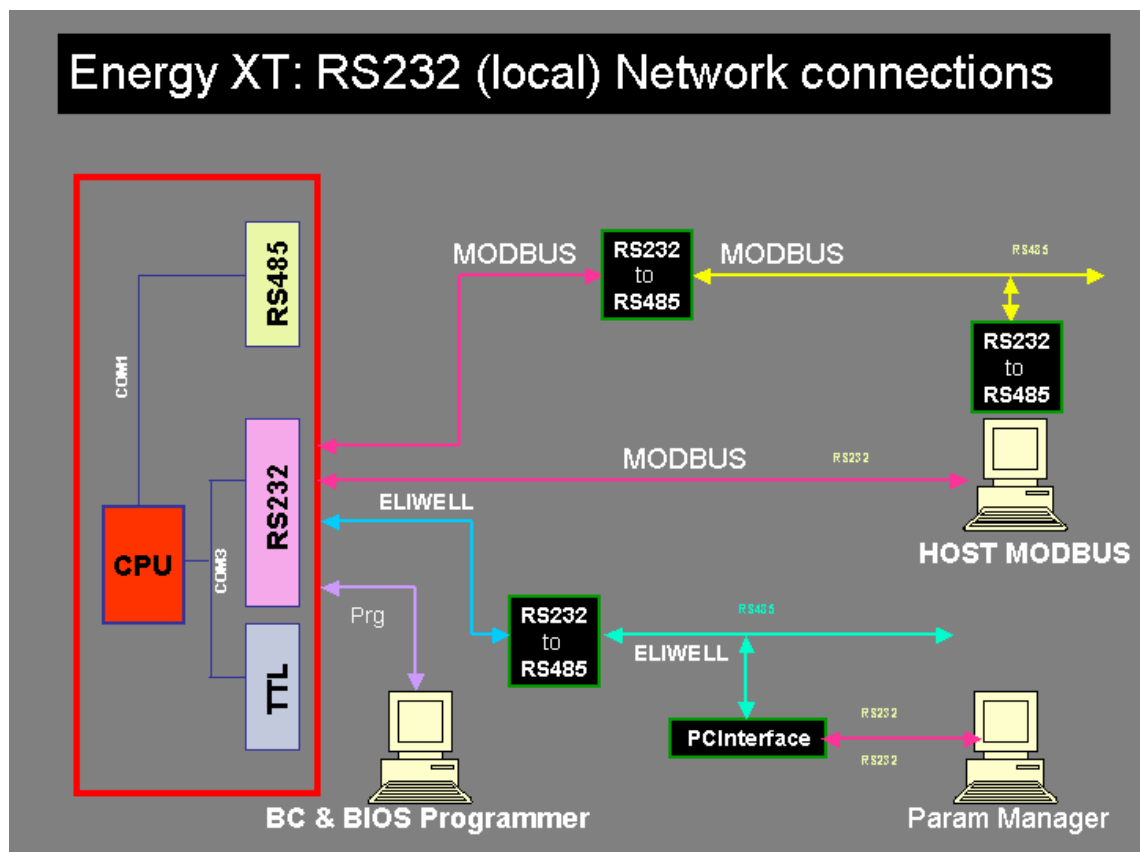 Energy XT: RS232 (local) Network connections
RS485
COM1
CPU
COM3
RS232
TTL
MODBUS
RS232
to
RS485
MODBUS
RS485
RS232
to
RS485
MODBUS
RS232
HOST MODBUS
ELIWELL
Prg
RS232
to
RS485
RS485
ELIWELL
PCInterface
RS232
RS232
BC & BIOS Programmer
Param Manager